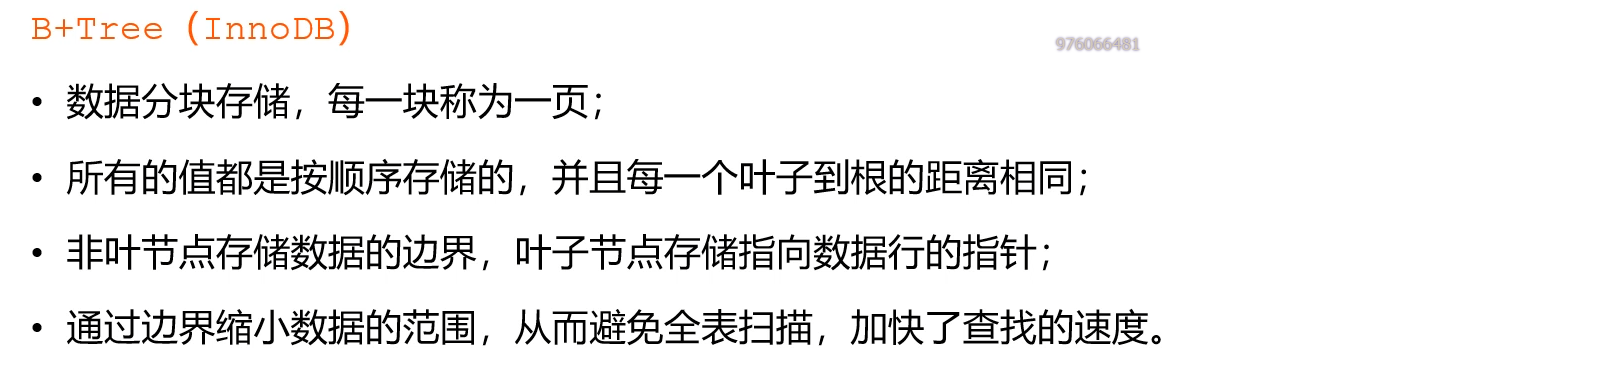 B+Tree（InnoDB）
976066481
• 数据分块存储，每一块称为一页；
• 所有的值都是按顺序存储的，并且每一个叶子到根的距离相同；
• 非叶节点存储数据的边界，叶子节点存储指向数据行的指针；
• 通过边界缩小数据的范围，从而避免全表扫描，加快了查找的速度。